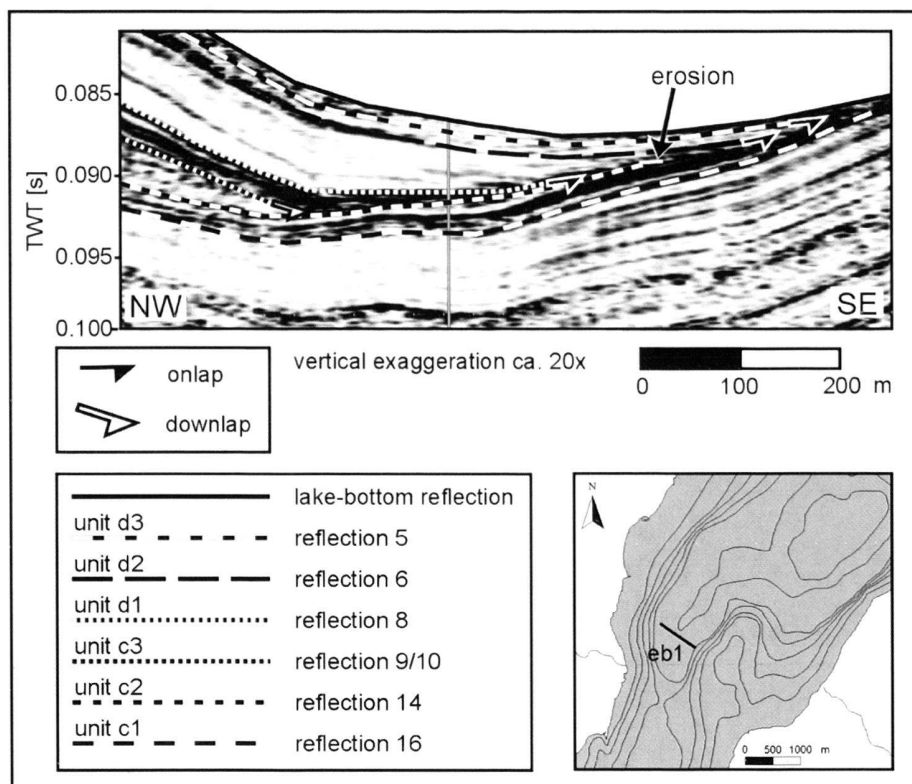 erosion
0.085
0.090
0.095
0.100
TWT [s]
NW
SE
onlap
downlap
vertical exaggeration ca. 20x
0 100 200 m
lake-bottom reflection
unit d3
reflection 5
unit d2
reflection 6
unit d1
reflection 8
unit c3
reflection 9/10
unit c2
reflection 14
unit c1
reflection 16
N
eb1
0 500 1000 m